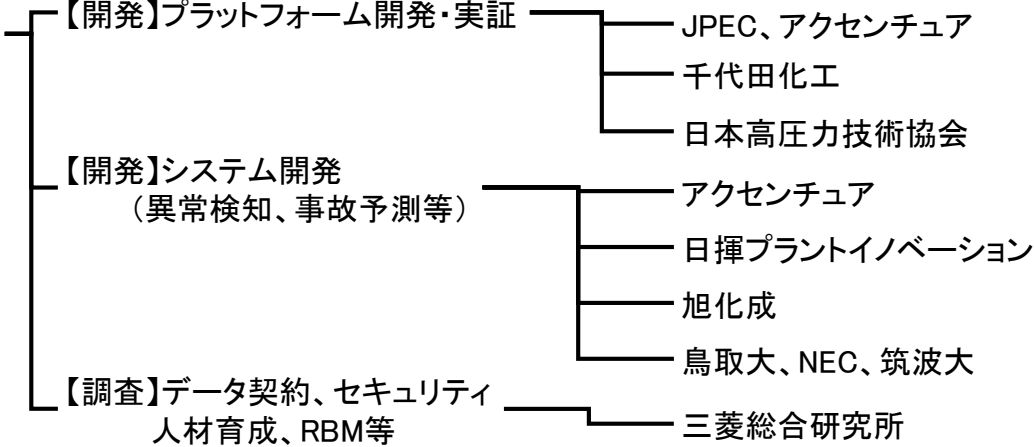 【開発】プラットフォーム開発・実証
JPEC、アクセンチュア
千代田化工
日本高圧力技術協会
【開発】システム開発
（異常検知、事故予測等）
アクセンチュア
日揮プラントイノベーション
旭化成
鳥取大、NEC、筑波大
【調査】データ契約、セキュリティ
人材育成、RBM等
三菱総合研究所